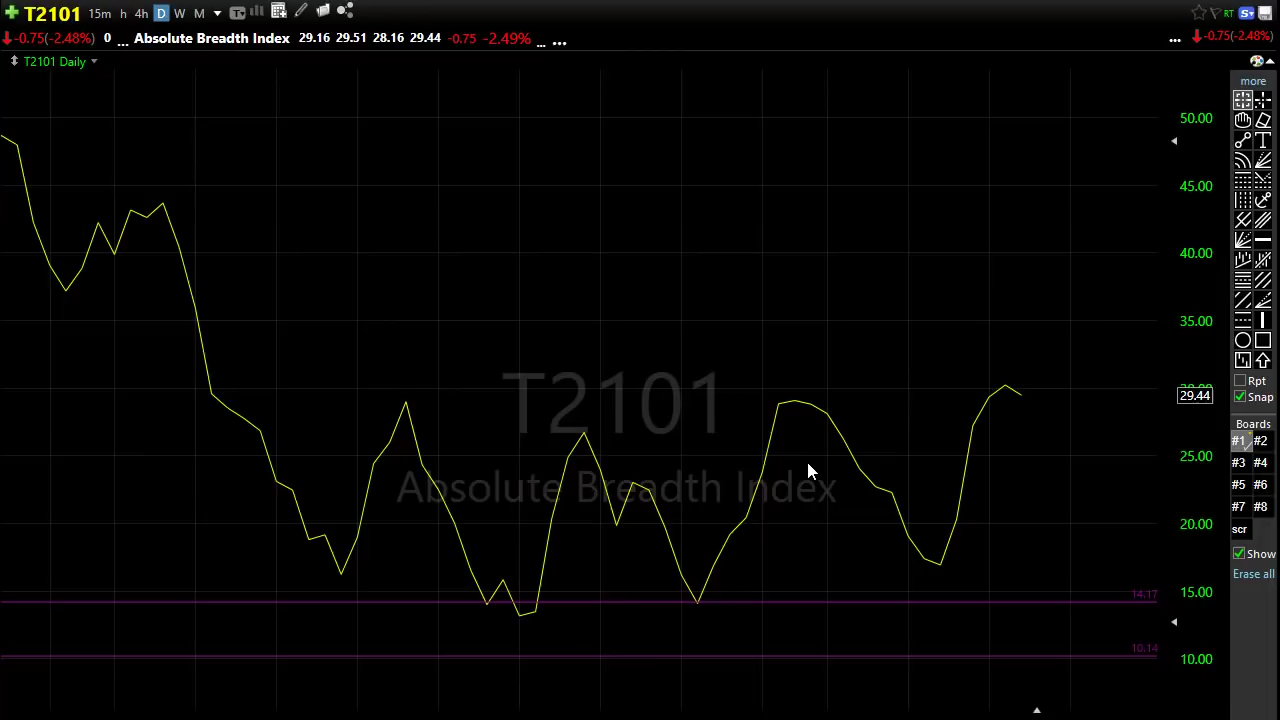 T2101 15m h 4h D W M T RT S
-0.75(-2.48%) 0 ... Absolute Breadth Index 29.16 29.51 28.16 29.44 -0.75 -2.49% ... ... ... -0.75(-2.48%)
T2101 Daily
more
50.00
45.00
40.00
35.00
30.00
29.44
25.00
20.00
15.00
10.00
T2101
Absolute Breadth Index
14.17
10.14
T
Rpt
Snap
Boards
#1 #2
#3 #4
#5 #6
#7 #8
scr
Show
Erase all